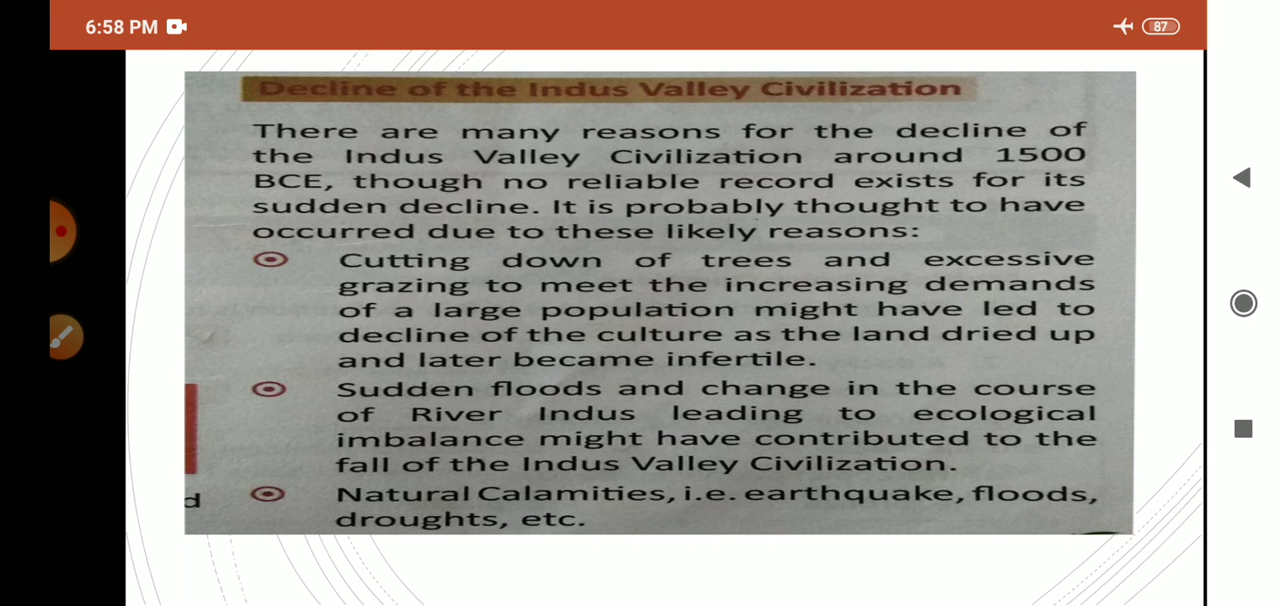 6:58 PM
87
Decline of the Indus Valley Civilization
There are many reasons for the decline of
the Indus Valley Civilization around 1500
BCE, though no reliable record exists for its
sudden decline. It is probably thought to have
occurred due to these likely reasons:
Cutting down of trees and excessive
grazing to meet the increasing demands
of a large population might have led to
decline of the culture as the land dried up
and later became infertile.
Sudden floods and change in the course
of River Indus leading to ecological
imbalance might have contributed to the
fall of the Indus Valley Civilization.
d
Natural Calamities, i.e. earthquake, floods,
droughts, etc.